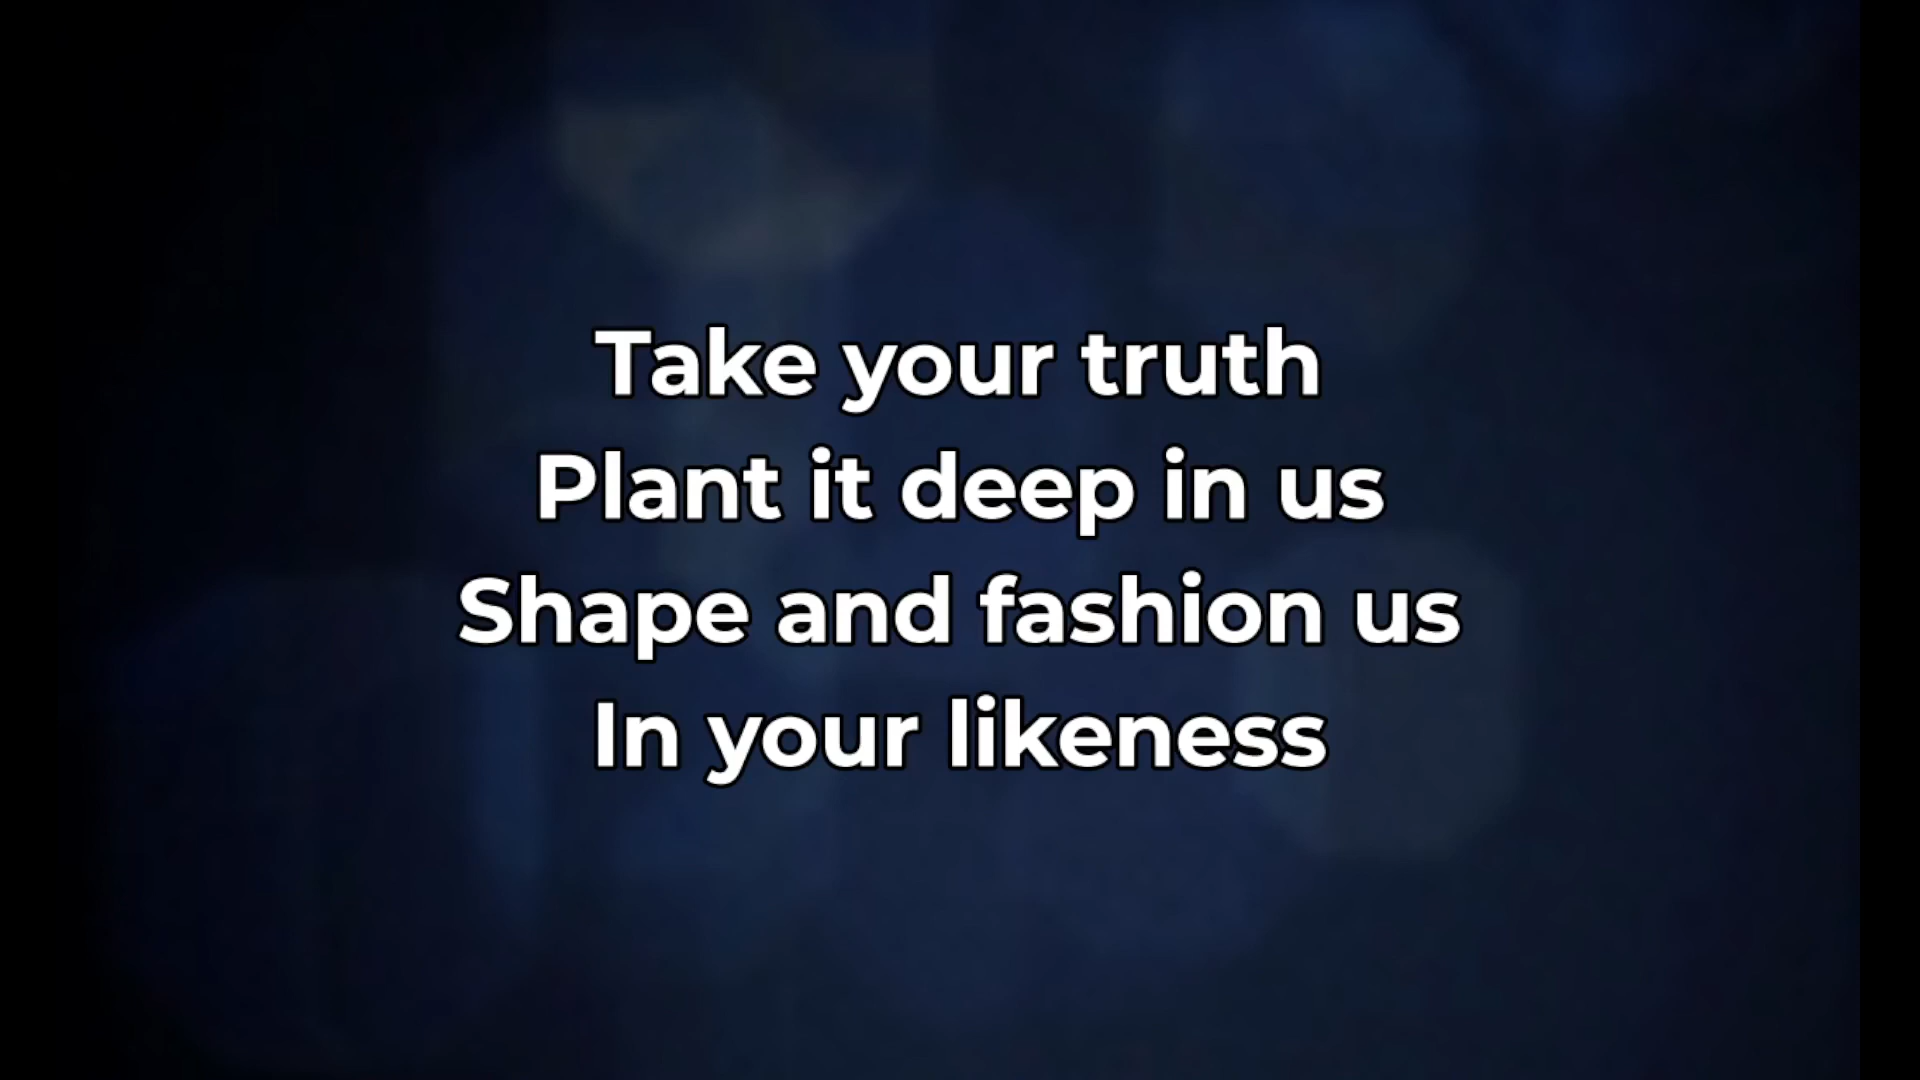 Take your truth
Plant it deep in us
Shape and fashion us
In your likeness